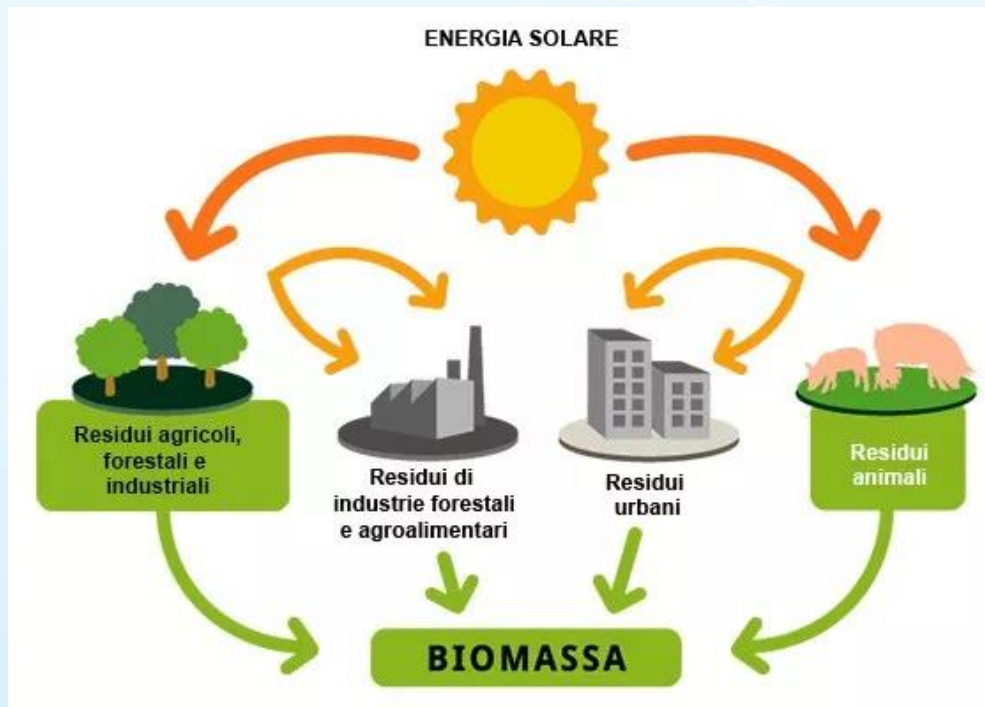 ENERGIA SOLARE
Residui agricoli,
forestali e
industriali
Residui di
industrie forestali
e agroalimentari
Residui
urbani
Residui
animali
BIOMASSA